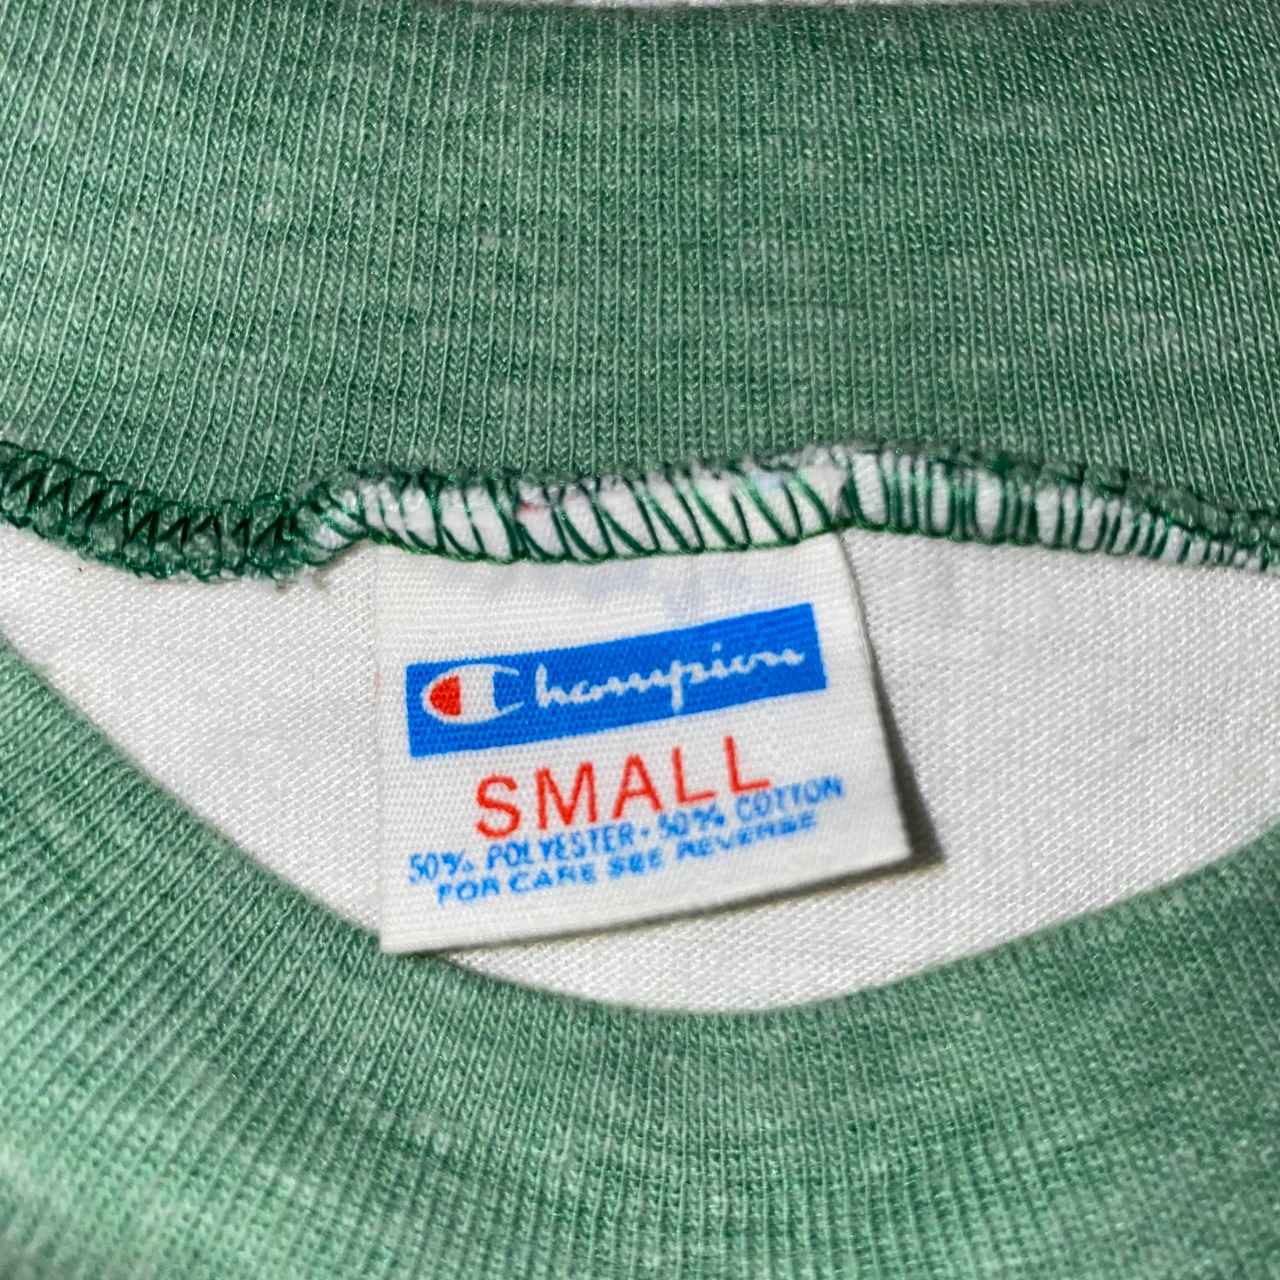 Champion
SMALL
50% POLYESTER · 50% COTTON
FOR CARE SEE REVERSE